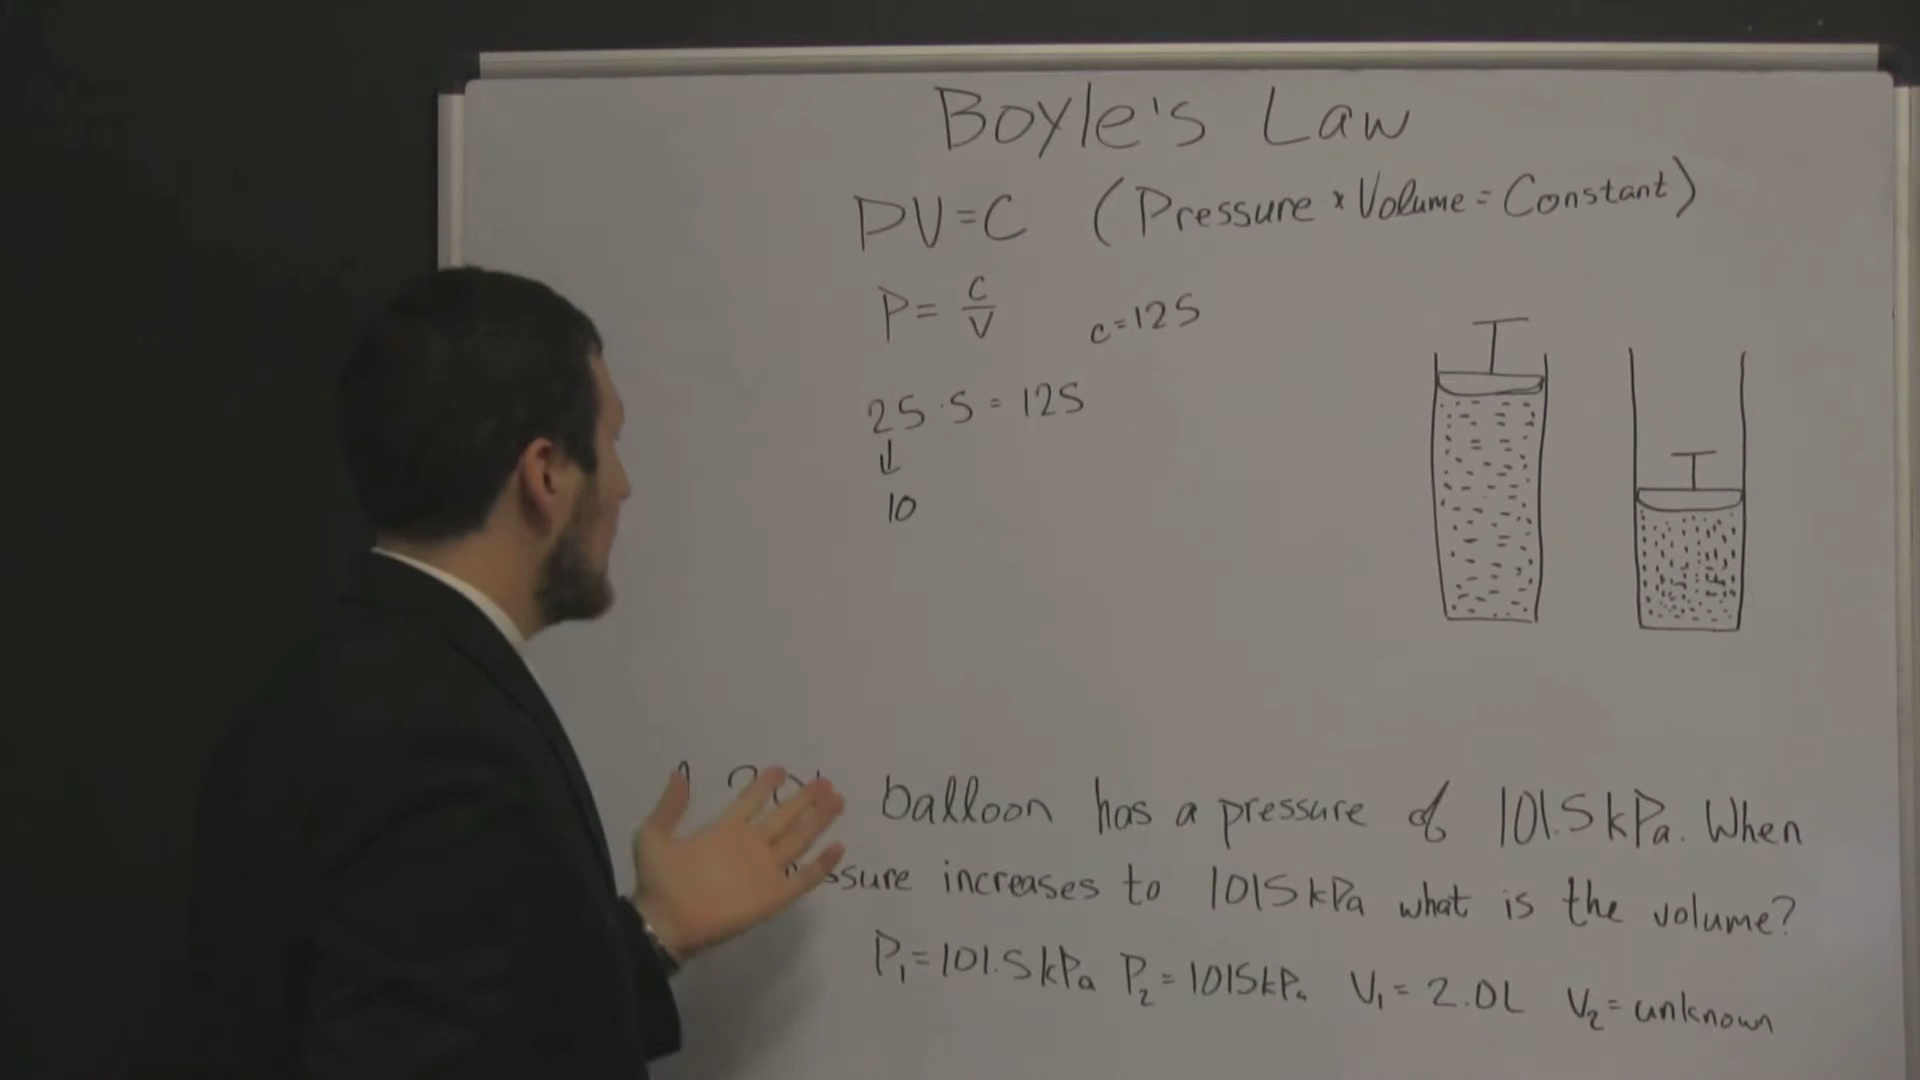 Boyle's Law
PV=C (Pressure × Volume = Constant)
P = C/V
c=125
25 · 5 = 125
↓
10
balloon has a pressure of 101.5 kPa. When
increases to 1015 kPa what is the volume?
P₁=101.5 kPa P₂= 1015 kPa V₁= 2.0L V₂= unknown